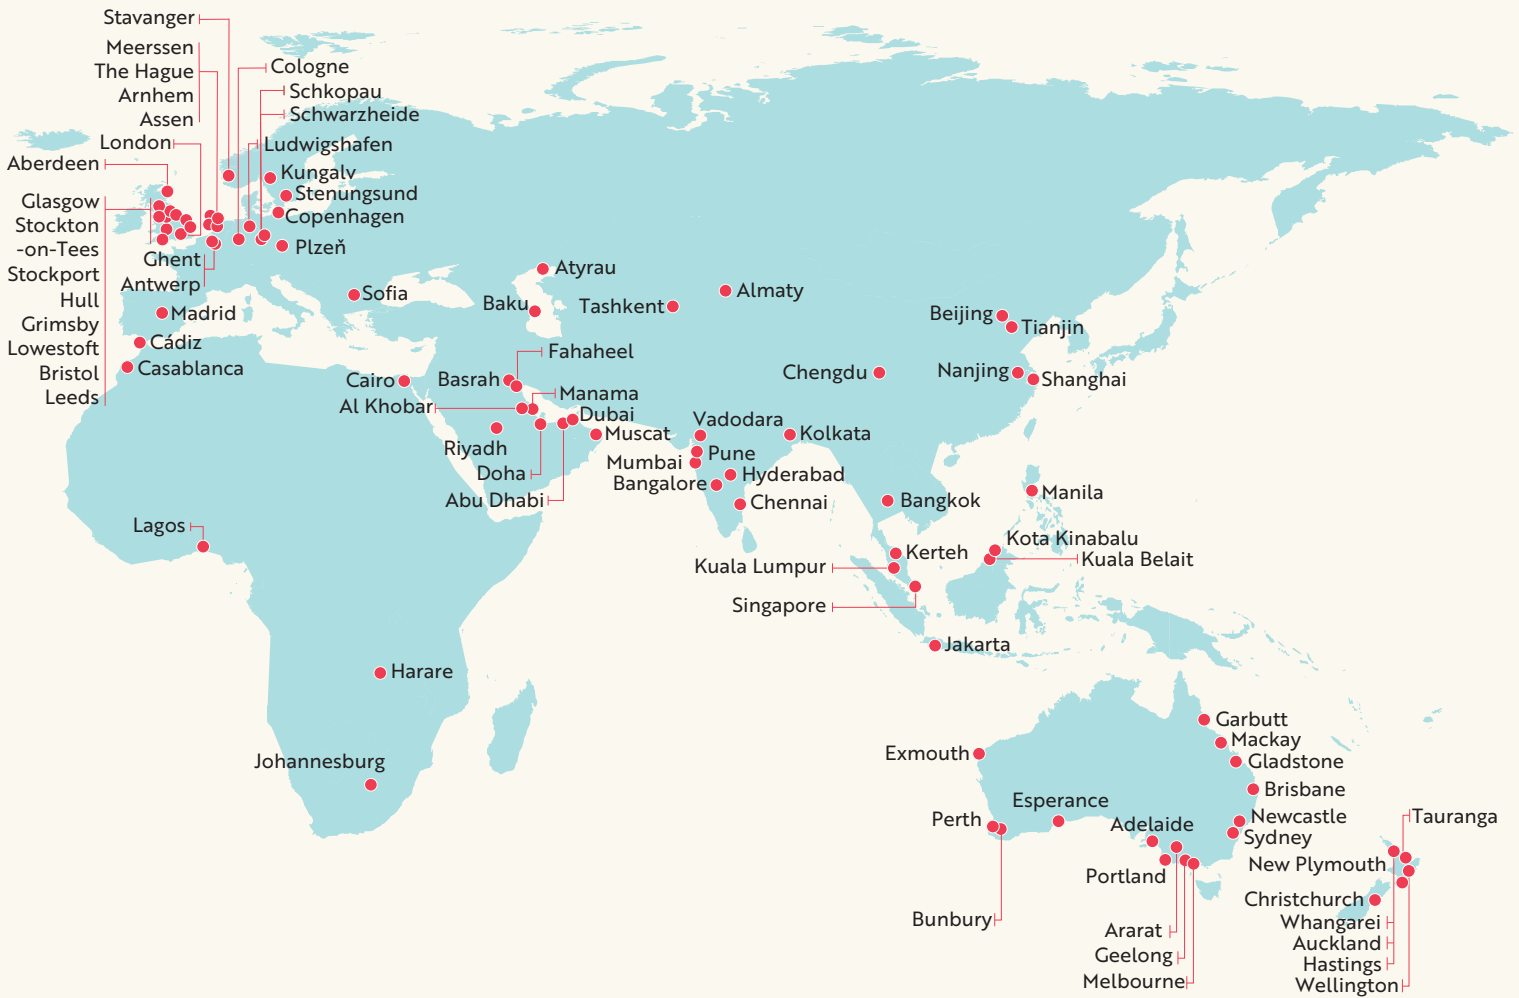 Stavanger
Meerssen
The Hague
Arnhem
Assen
London
Aberdeen
Glasgow
Stockton
-on-Tees
Stockport
Hull
Grimsby
Lowestoft
Bristol
Leeds
Ghent
Antwerp
Cologne
Schkopau
Schwarzheide
Ludwigshafen
Kungalv
Stenungsund
Copenhagen
Plzeň
Sofia
Madrid
Cádiz
Casablanca
Atyrau
Baku
Tashkent
Almaty
Fahaheel
Cairo
Basrah
Manama
Al Khobar
Dubai
Muscat
Riyadh
Doha
Abu Dhabi
Lagos
Harare
Johannesburg
Vadodara
Kolkata
Pune
Mumbai
Hyderabad
Bangalore
Chennai
Beijing
Tianjin
Chengdu
Nanjing
Shanghai
Bangkok
Manila
Kota Kinabalu
Kerteh
Kuala Belait
Kuala Lumpur
Singapore
Jakarta
Garbutt
Mackay
Exmouth
Gladstone
Brisbane
Esperance
Perth
Adelaide
Newcastle
Sydney
Portland
Bunbury
Ararat
Geelong
Melbourne
Tauranga
New Plymouth
Christchurch
Whangarei
Auckland
Hastings
Wellington